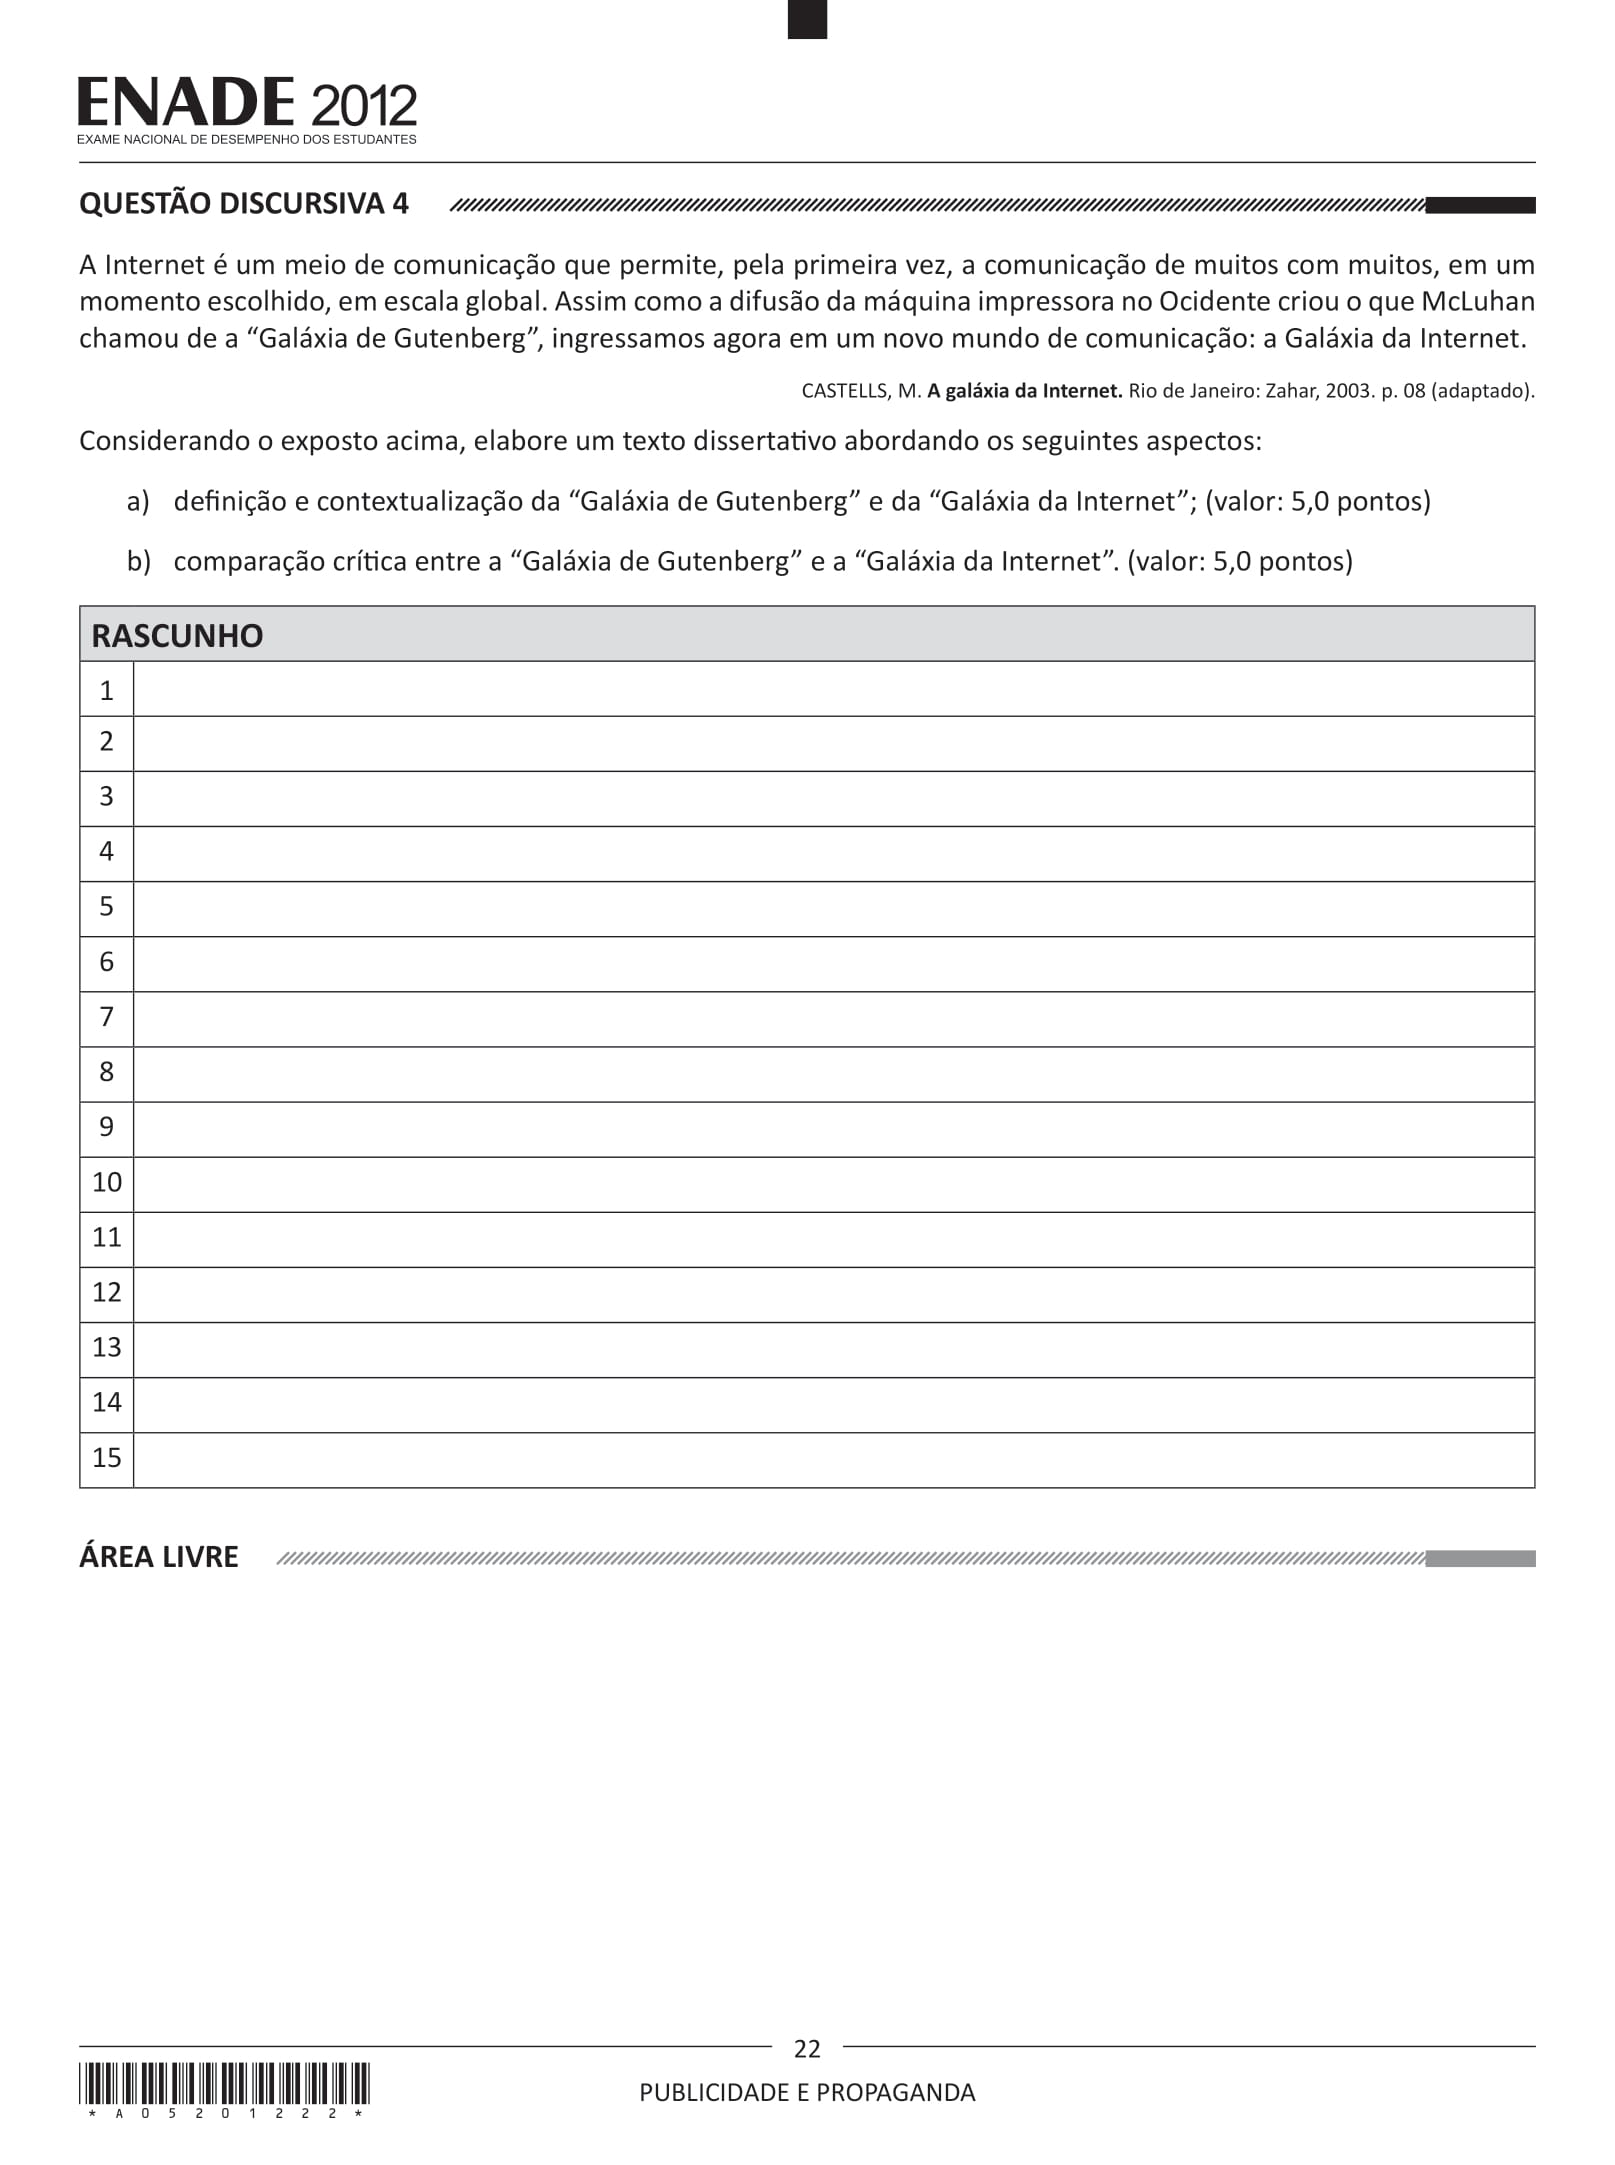 ENADE 2012
EXAME NACIONAL DE DESEMPENHO DOS ESTUDANTES
QUESTÃO DISCURSIVA 4
A Internet é um meio de comunicação que permite, pela primeira vez, a comunicação de muitos com muitos, em um
momento escolhido, em escala global. Assim como a difusão da máquina impressora no Ocidente criou o que McLuhan
chamou de a “Galáxia de Gutenberg”, ingressamos agora em um novo mundo de comunicação: a Galáxia da Internet.
CASTELLS, M. A galáxia da Internet. Rio de Janeiro: Zahar, 2003. p. 08 (adaptado).
Considerando o exposto acima, elabore um texto dissertativo abordando os seguintes aspectos:
a) definição e contextualização da “Galáxia de Gutenberg” e da “Galáxia da Internet”; (valor: 5,0 pontos)
b) comparação crítica entre a “Galáxia de Gutenberg” e a “Galáxia da Internet”. (valor: 5,0 pontos)
RASCUNHO
1
2
3
4
5
6
7
8
9
10
11
12
13
14
15
ÁREA LIVRE
22
PUBLICIDADE E PROPAGANDA
* A 0 5 2 0 1 2 2 2 *